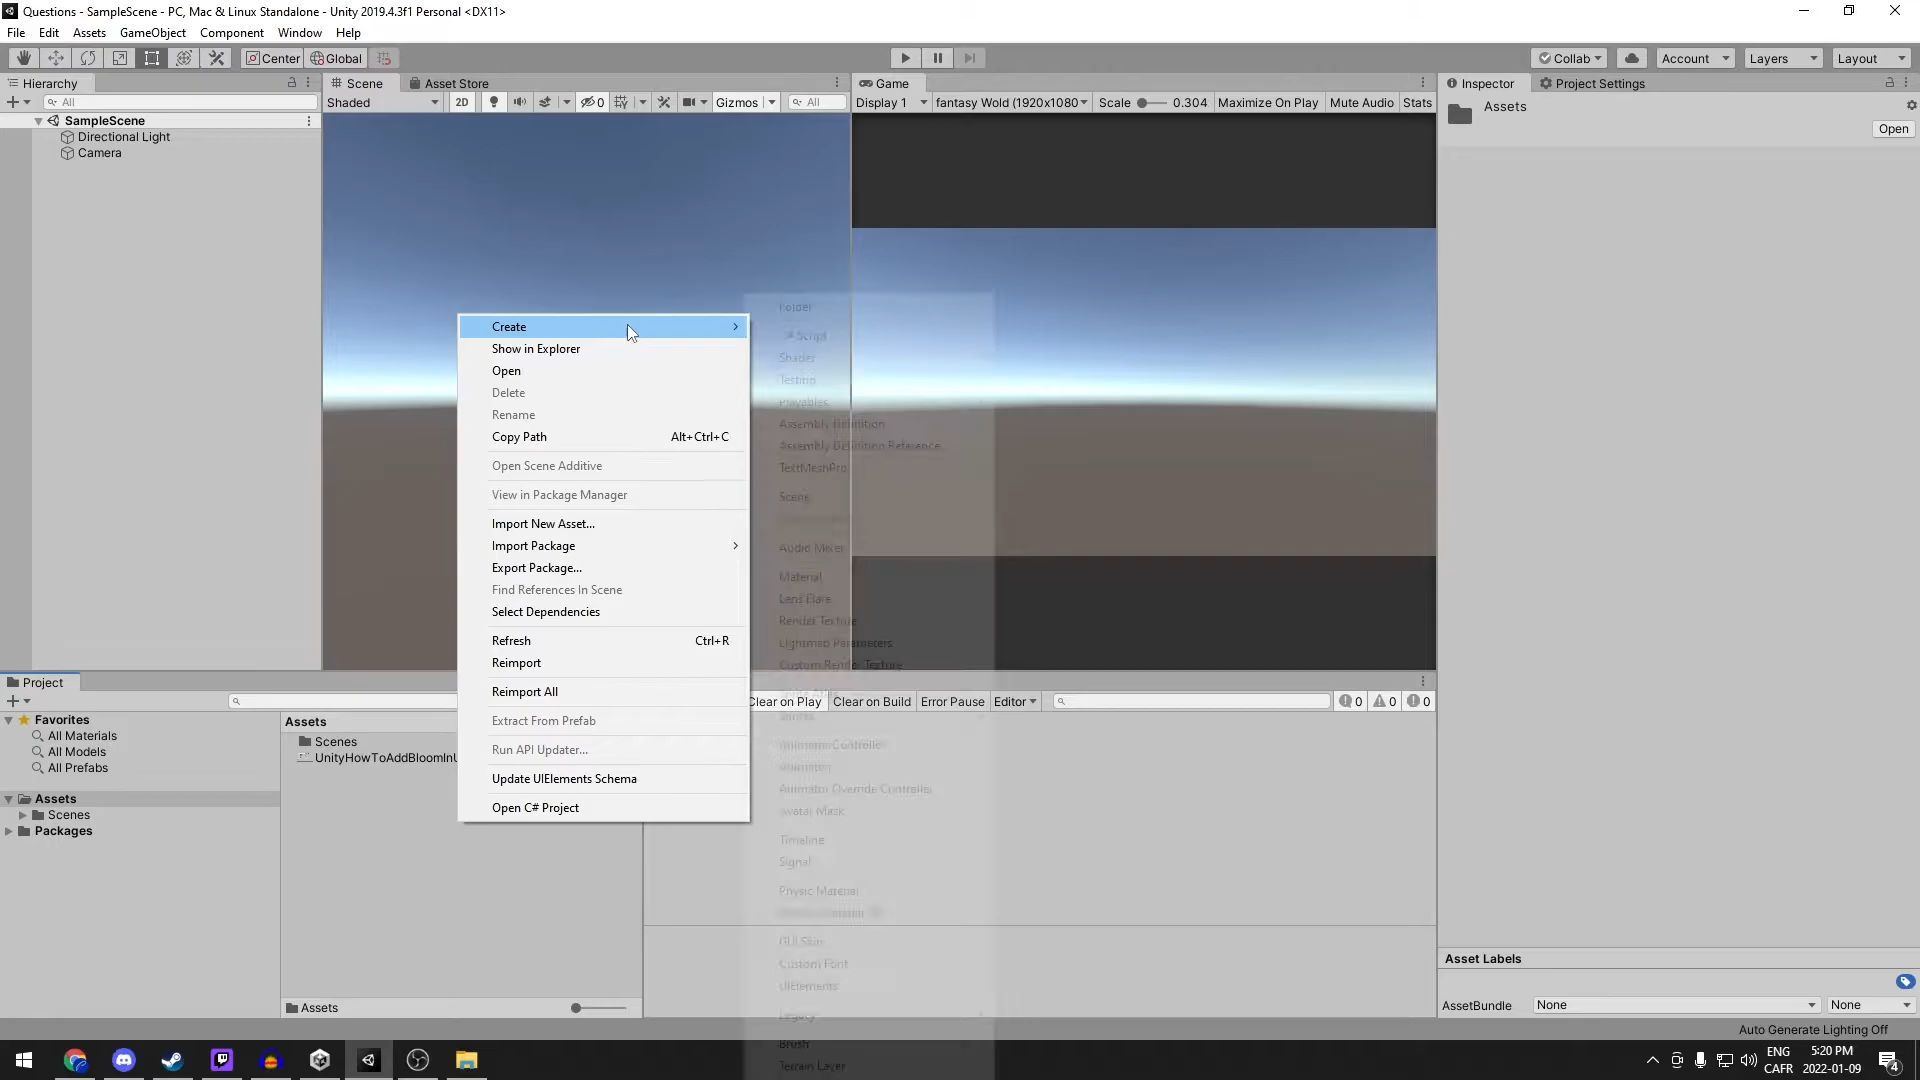 Questions - SampleScene - PC, Mac & Linux Standalone - Unity 2019.4.3f1 Personal <DX11>
File Edit Assets GameObject Component Window Help
Center Global Collab Account Layers Layout
Hierarchy Scene Asset Store Game Inspector Project Settings
All Shaded 2D 0 Gizmos All Display 1 fantasy Wold (1920x1080 Scale 0.304 Maximize On Play Mute Audio Stats
Assets
Open
SampleScene
Directional Light
Camera
Create
Show in Explorer
Open
Delete
Rename
Copy Path Alt+Ctrl+C
Open Scene Additive
View in Package Manager
Import New Asset...
Import Package
Export Package...
Find References In Scene
Select Dependencies
Refresh Ctrl+R
Reimport
Reimport All
Extract From Prefab
Run API Updater...
Update UIElements Schema
Open C# Project
Folder
C# Script
Shader
Testing
Playables
Assembly Definition
Assembly Definition Reference
TextMeshPro
Scene
Audio Mixer
Material
Lens Flare
Render Texture
Lightmap Parameters
Custom Render Texture
Animator Controller
Animation
Animator Override Controller
Avatar Mask
Timeline
Signal
Physic Material
GUI Skin
Custom Font
UIElements
Legacy
Brush
Terrain Layer
Project
Clear on Play Clear on Build Error Pause Editor 0 0 0
Favorites
All Materials
All Models
All Prefabs
Assets
Scenes
Packages
Assets
Scenes
UnityHowToAddBloomInU
Assets
Asset Labels
AssetBundle None None
Auto Generate Lighting Off
ENG
CAFR
5:20 PM
2022-01-09
4